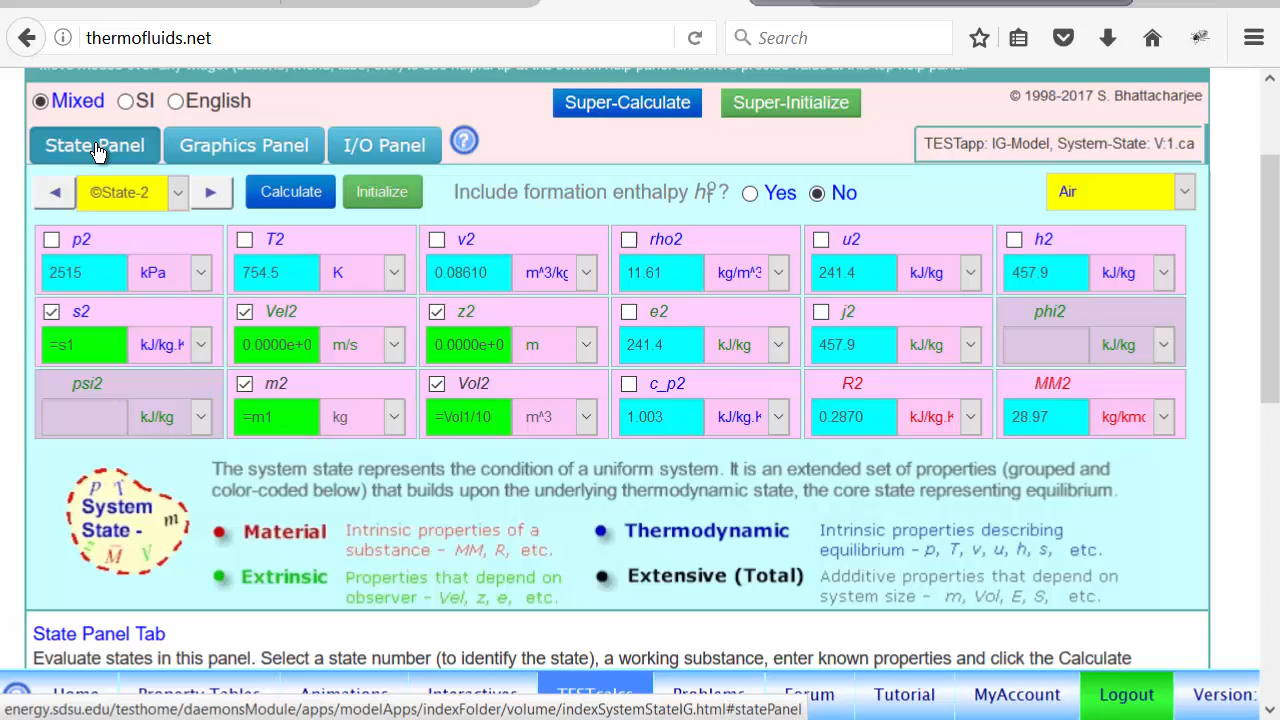 thermofluids.net
Search
Mixed SI English
Super-Calculate
Super-Initialize
© 1998-2017 S. Bhattacharjee
State Panel
Graphics Panel
I/O Panel
?
TESTapp: IG-Model, System-State: V:1.ca
©State-2
Calculate
Initialize
Include formation enthalpy h°f ? Yes No
Air
p2 T2 v2 rho2 u2 h2
2515 kPa 754.5 K 0.08610 m^3/kg 11.61 kg/m^3 241.4 kJ/kg 457.9 kJ/kg
s2 Vel2 z2 e2 j2 phi2
=s1 kJ/kg.K 0.0000e+0 m/s 0.0000e+0 m 241.4 kJ/kg 457.9 kJ/kg kJ/kg
psi2 m2 Vol2 c_p2 R2 MM2
kJ/kg =m1 kg =Vol1/10 m^3 1.003 kJ/kg.K 0.2870 kJ/kg.K 28.97 kg/kmo
p T
System
State -
m
M V
The system state represents the condition of a uniform system. It is an extended set of properties (grouped and
color-coded below) that builds upon the underlying thermodynamic state, the core state representing equilibrium.
Material Intrinsic properties of a
substance - MM, R, etc.
Thermodynamic Intrinsic properties describing
equilibrium - p, T, v, u, h, s, etc.
Extrinsic Properties that depend on
observer - Vel, z, e, etc.
Extensive (Total) Addditive properties that depend on
system size - m, Vol, E, S, etc.
State Panel Tab
Evaluate states in this panel. Select a state number (to identify the state), a working substance, enter known properties and click the Calculate
Home Property Tables Animations Interactives TESTcalcs Problems Forum Tutorial MyAccount Logout Version:
energy.sdsu.edu/testhome/daemonsModule/apps/modelApps/indexFolder/volume/indexSystemStateIG.html#statePanel